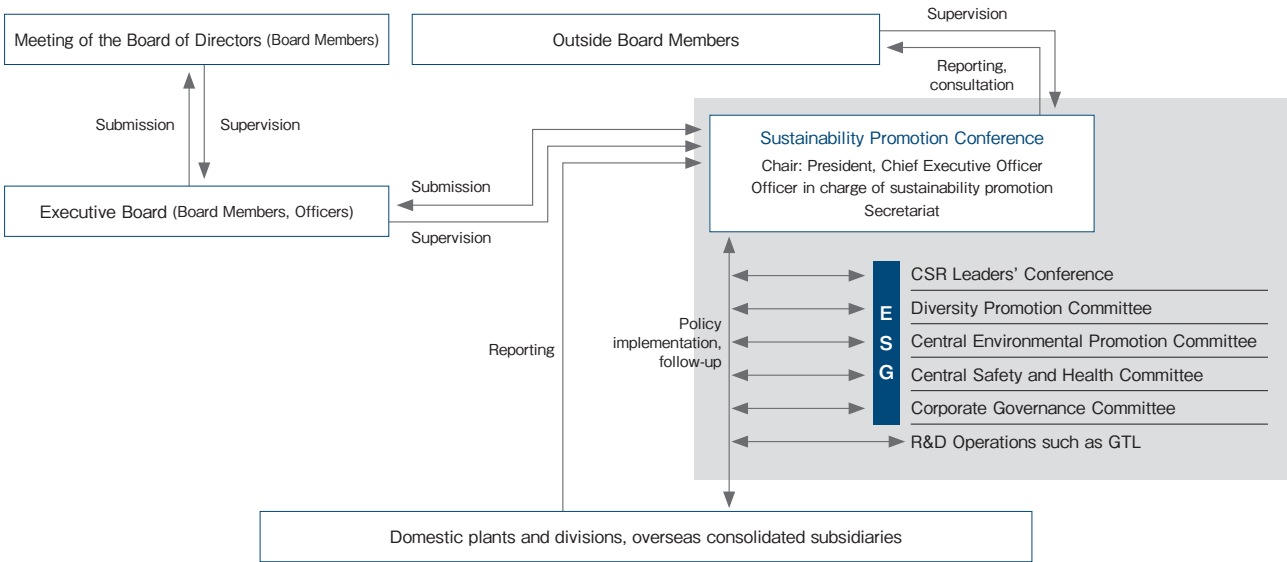 Meeting of the Board of Directors (Board Members)
Outside Board Members
Supervision
Reporting,
consultation
Submission
Supervision
Sustainability Promotion Conference
Chair: President, Chief Executive Officer
Officer in charge of sustainability promotion
Secretariat
Executive Board (Board Members, Officers)
Submission
Supervision
Reporting
Policy
implementation,
follow-up
E
S
G
CSR Leaders' Conference
Diversity Promotion Committee
Central Environmental Promotion Committee
Central Safety and Health Committee
Corporate Governance Committee
R&D Operations such as GTL
Domestic plants and divisions, overseas consolidated subsidiaries